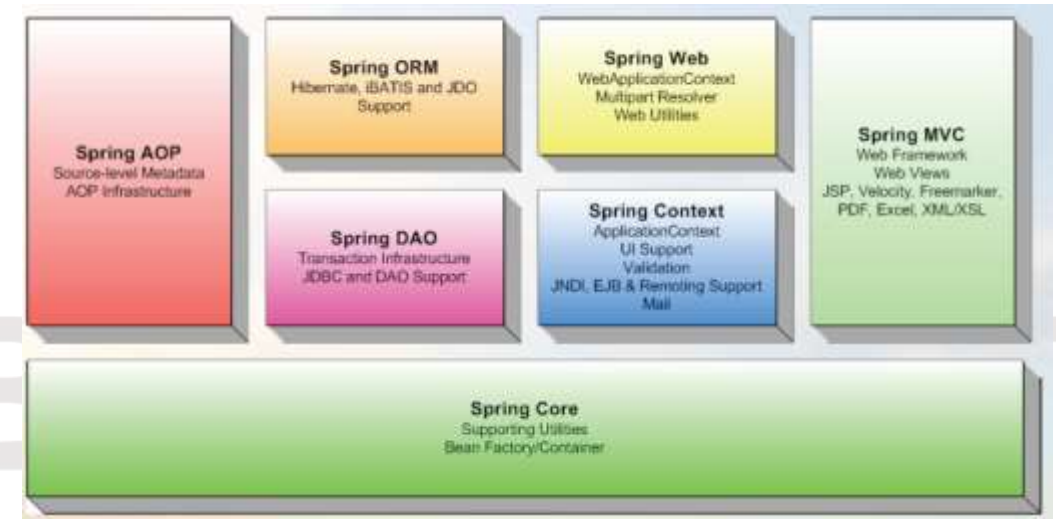 Spring AOP
Source-level Metadata
AOP Infrastructure
Spring ORM
Hibernate, iBATIS and JDO
Support
Spring Web
WebApplicationContext
Multipart Resolver
Web Utilities
Spring MVC
Web Framework
Web Views
JSP, Velocity, Freemarker,
PDF, Excel, XML/XSL
Spring DAO
Transaction Infrastructure
JDBC and DAO Support
Spring Context
ApplicationContext
UI Support
Validation
JNDI, EJB & Remoting Support
Mail
Spring Core
Supporting Utilities
Bean Factory/Container